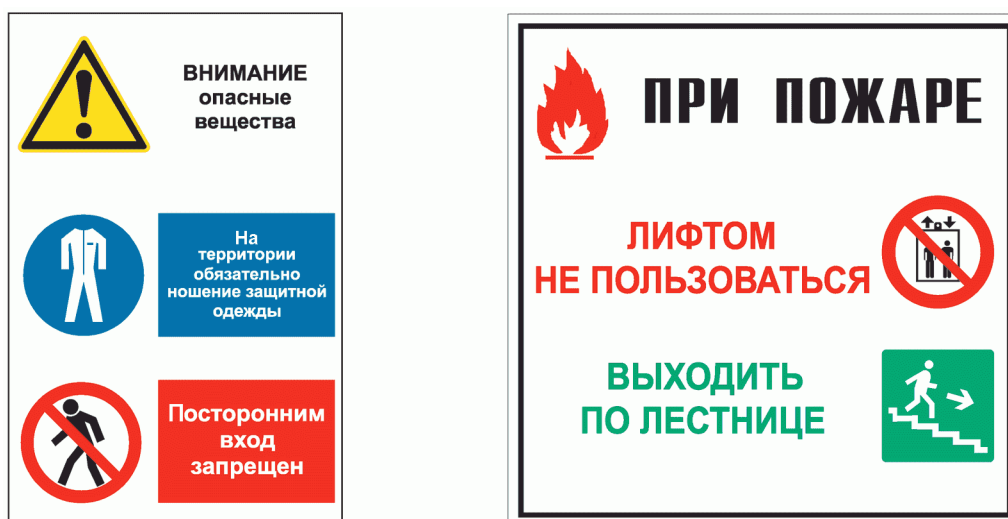 ВНИМАНИЕ
опасные
вещества
На
территории
обязательно
ношение защитной
одежды
Посторонним
вход
запрещен
ПРИ ПОЖАРЕ
ЛИФТОМ
НЕ ПОЛЬЗОВАТЬСЯ
ВЫХОДИТЬ
ПО ЛЕСТНИЦЕ